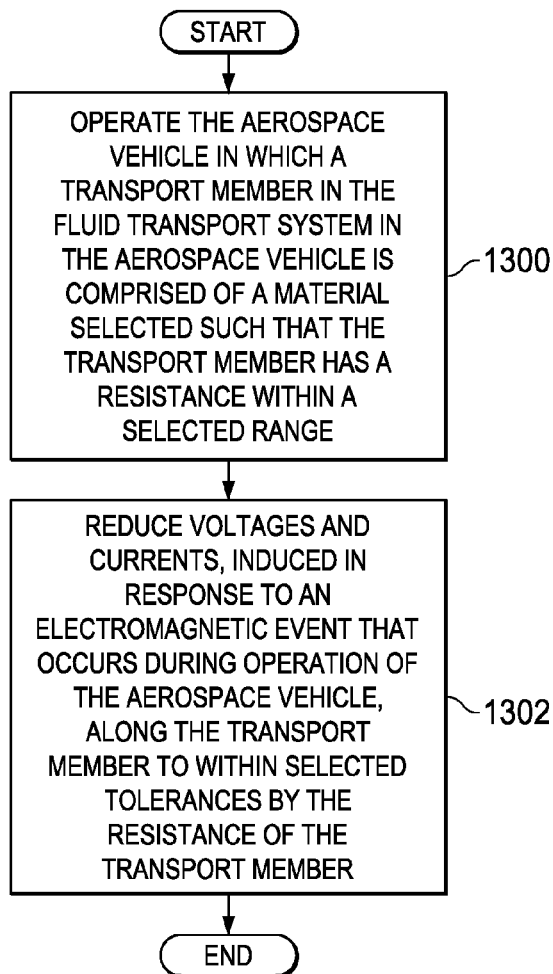 START
OPERATE THE AEROSPACE
VEHICLE IN WHICH A
TRANSPORT MEMBER IN THE
FLUID TRANSPORT SYSTEM IN
THE AEROSPACE VEHICLE IS
COMPRISED OF A MATERIAL
SELECTED SUCH THAT THE
TRANSPORT MEMBER HAS A
RESISTANCE WITHIN A
SELECTED RANGE
1300
REDUCE VOLTAGES AND
CURRENTS, INDUCED IN
RESPONSE TO AN
ELECTROMAGNETIC EVENT THAT
OCCURS DURING OPERATION OF
THE AEROSPACE VEHICLE,
ALONG THE TRANSPORT
MEMBER TO WITHIN SELECTED
TOLERANCES BY THE
RESISTANCE OF THE
TRANSPORT MEMBER
1302
END